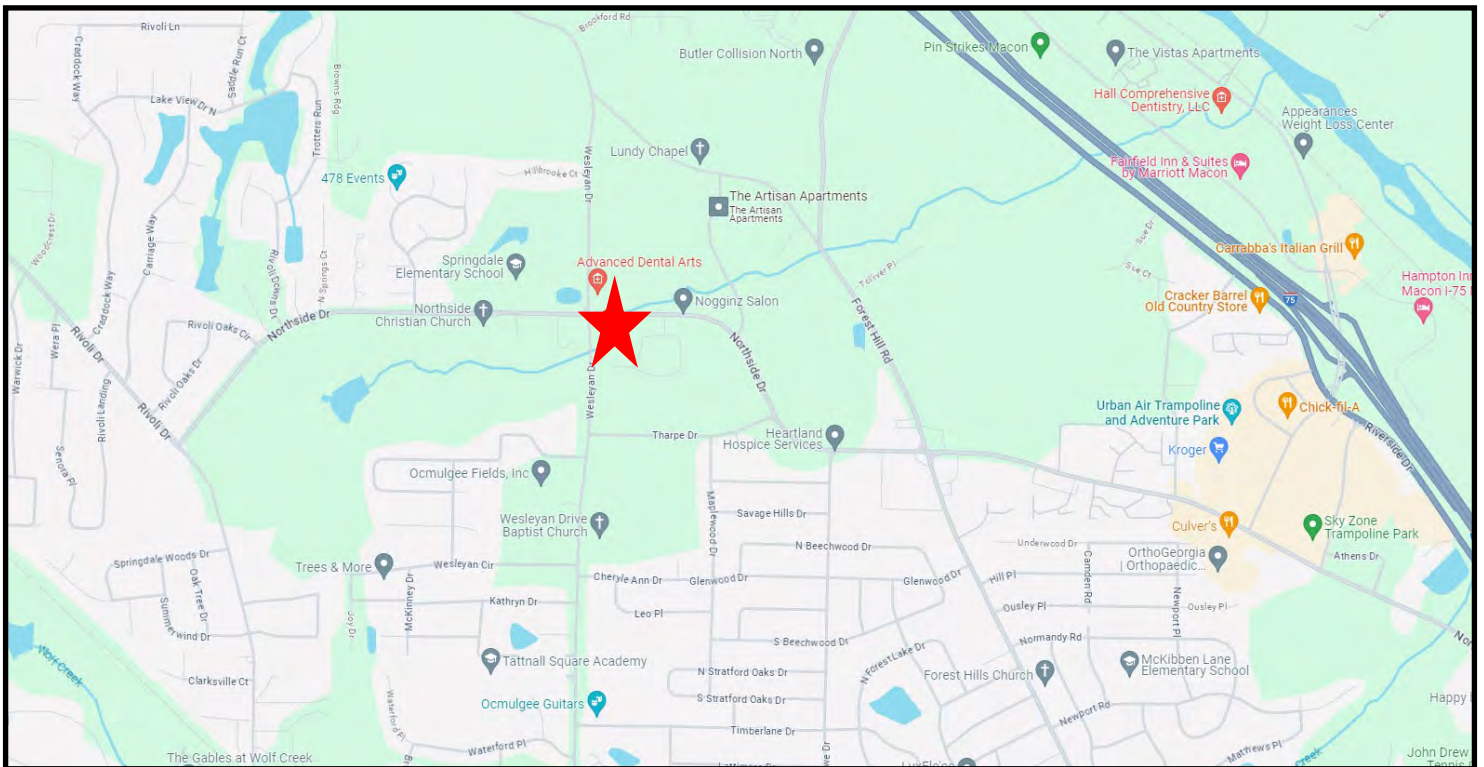 Rivoli Ln
Brookford Rd
Craddock Way
Saddle Run Ct
Lake View Dr N
Browns Rdg
Trotters Run
Butler Collision North
Pin Strikes Macon
The Vistas Apartments
Hall Comprehensive
Dentistry, LLC
Appearances
Weight Loss Center
Fairfield Inn & Suites
by Marriott Macon
Lundy Chapel
Wesleyan Dr
Hillbrooke Ct
478 Events
The Artisan Apartments
The Artisan
Apartments
Woodcrest Dr
Carriage Way
Craddock Way
Rivoli Downs Dr
N Springs Ct
Springdale
Elementary School
Advanced Dental Arts
Sue Dr
Sue Ct
Tolliver Pl
Carrabba's Italian Grill
Hampton Inn
Macon I-75
75
Cracker Barrel
Old Country Store
Nogginz Salon
Northside
Christian Church
Northside Dr
Rivoli Oaks Cir
Rivoli Oaks Dr
Rivoli Dr
Wera Pl
Warwick Dr
Rivoli Landing
Rivoli Dr
Senora Pl
Wesleyan Dr
Northside Dr
Forest Hill Rd
Urban Air Trampoline
and Adventure Park
Chick-fil-A
Riverside Dr
Kroger
Tharpe Dr
Heartland
Hospice Services
Ocmulgee Fields, Inc
Maplewood Dr
Savage Hills Dr
Wesleyan Drive
Baptist Church
Culver's
Sky Zone
Trampoline Park
Athens Dr
OrthoGeorgia
| Orthopaedic...
Underwood Dr
Camden Rd
N Beechwood Dr
Springdale Woods Dr
Oak Tree Dr
Summerwind Dr
Trees & More
Wesleyan Cir
McKinney Dr
Kathryn Dr
Joy Dr
Cheryle Ann Dr
Glenwood Dr
Glenwood Dr
Leo Pl
Hill Pl
Ousley Pl
Ousley Pl
Newport Pl
Normandy Rd
S Beechwood Dr
N Forest Lake Dr
Tattnall Square Academy
N Stratford Oaks Dr
S Stratford Oaks Dr
Forest Hills Church
McKibben Lane
Elementary School
Wolf Creek
Clarksville Ct
Waterford Pl
Ocmulgee Guitars
Newport Rd
Happy
Timberlane Dr
Waterford Pl
Mathews Pl
Creek
The Gables at Wolf Creek
John Drew